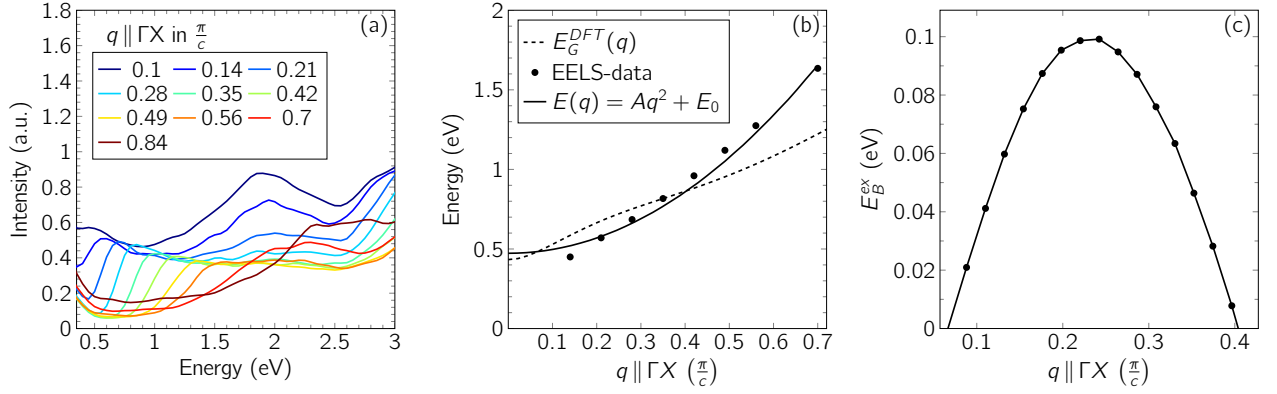 (a)
q ∥ ΓX in π/c
0.1 0.14 0.21
0.28 0.35 0.42
0.49 0.56 0.7
0.84
1.8
1.6
1.4
1.2
1
0.8
0.6
0.4
0.2
0
Intensity (a.u.)
0.5 1 1.5 2 2.5 3
Energy (eV)
(b)
E_G^{DFT}(q)
EELS-data
E(q) = Aq² + E₀
2
1.5
1
0.5
0
Energy (eV)
0.1 0.2 0.3 0.4 0.5 0.6 0.7
q ∥ ΓX (π/c)
(c)
0.1
0.08
0.06
0.04
0.02
0
E_B^{ex} (eV)
0.1 0.2 0.3 0.4
q ∥ ΓX (π/c)